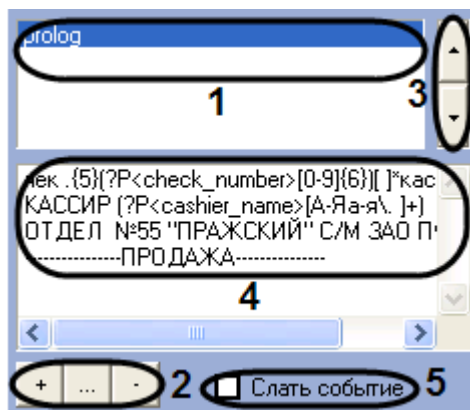 prolog
1
3
чек .{5}(?P<check_number>[0-9]{6})[ ]*кас
КАССИР (?P<cashier_name>[А-Яа-я\. ]+)
ОТДЕЛ №55 "ПРАЖСКИЙ" С/М ЗАО
---------------ПРОДАЖА---------------
4
+ ... - 2 Слать событие 5